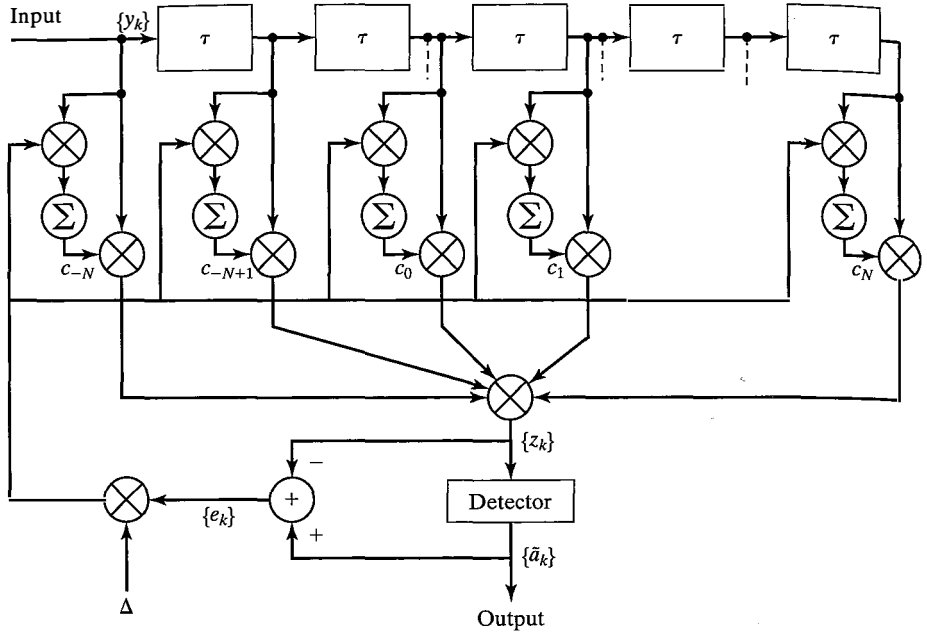 Input
{y_k}
τ
τ
τ
τ
τ
Σ
Σ
Σ
Σ
Σ
c_{-N}
c_{-N+1}
c_0
c_1
c_N
{z_k}
−
+
Detector
{e_k}
+
{ã_k}
Δ
Output